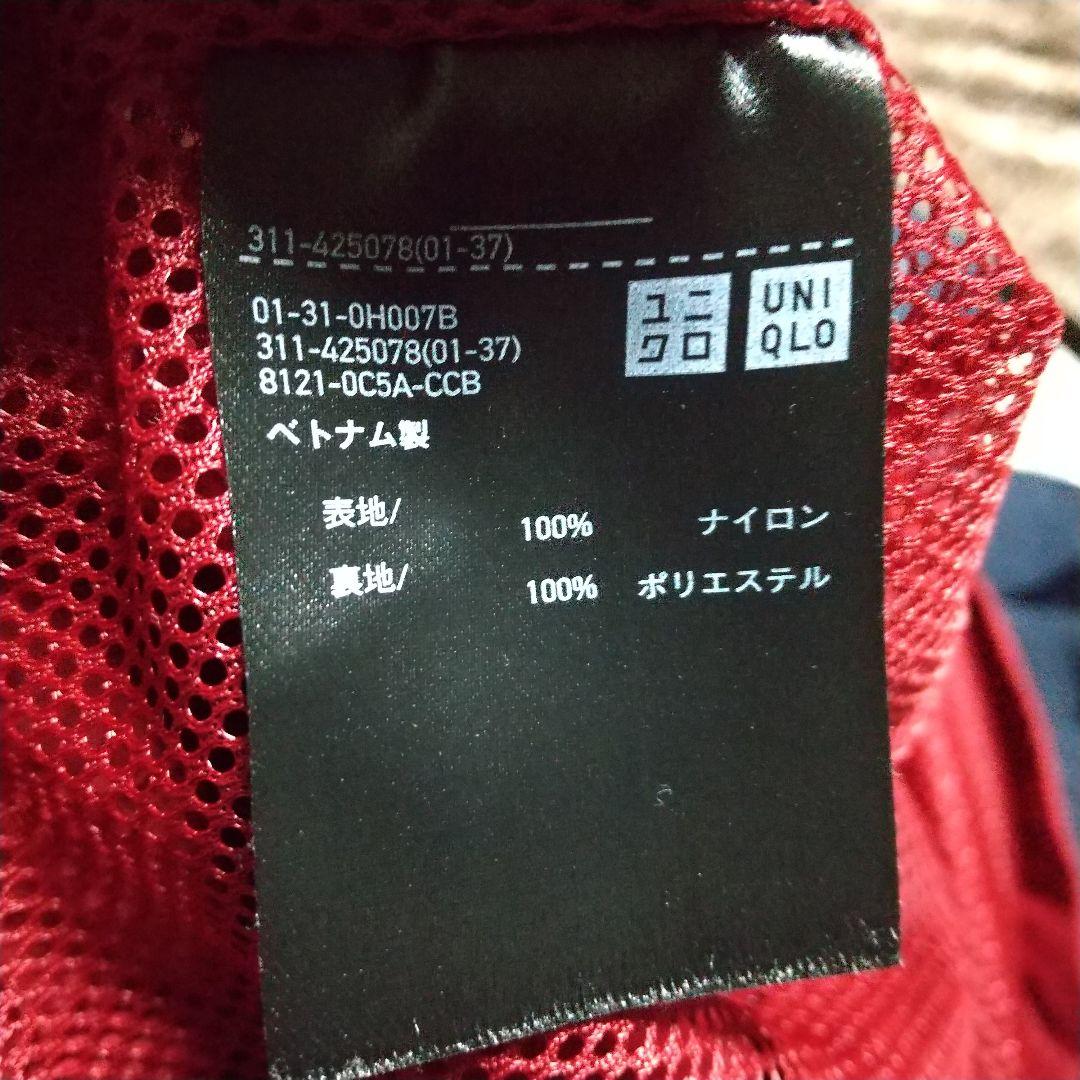 311-425078(01-37)
01-31-0H007B
311-425078(01-37)
8121-0C5A-CCB
ユニ
クロ
UNI
QLO
ベトナム製
表地/ 100% ナイロン
裏地/ 100% ポリエステル